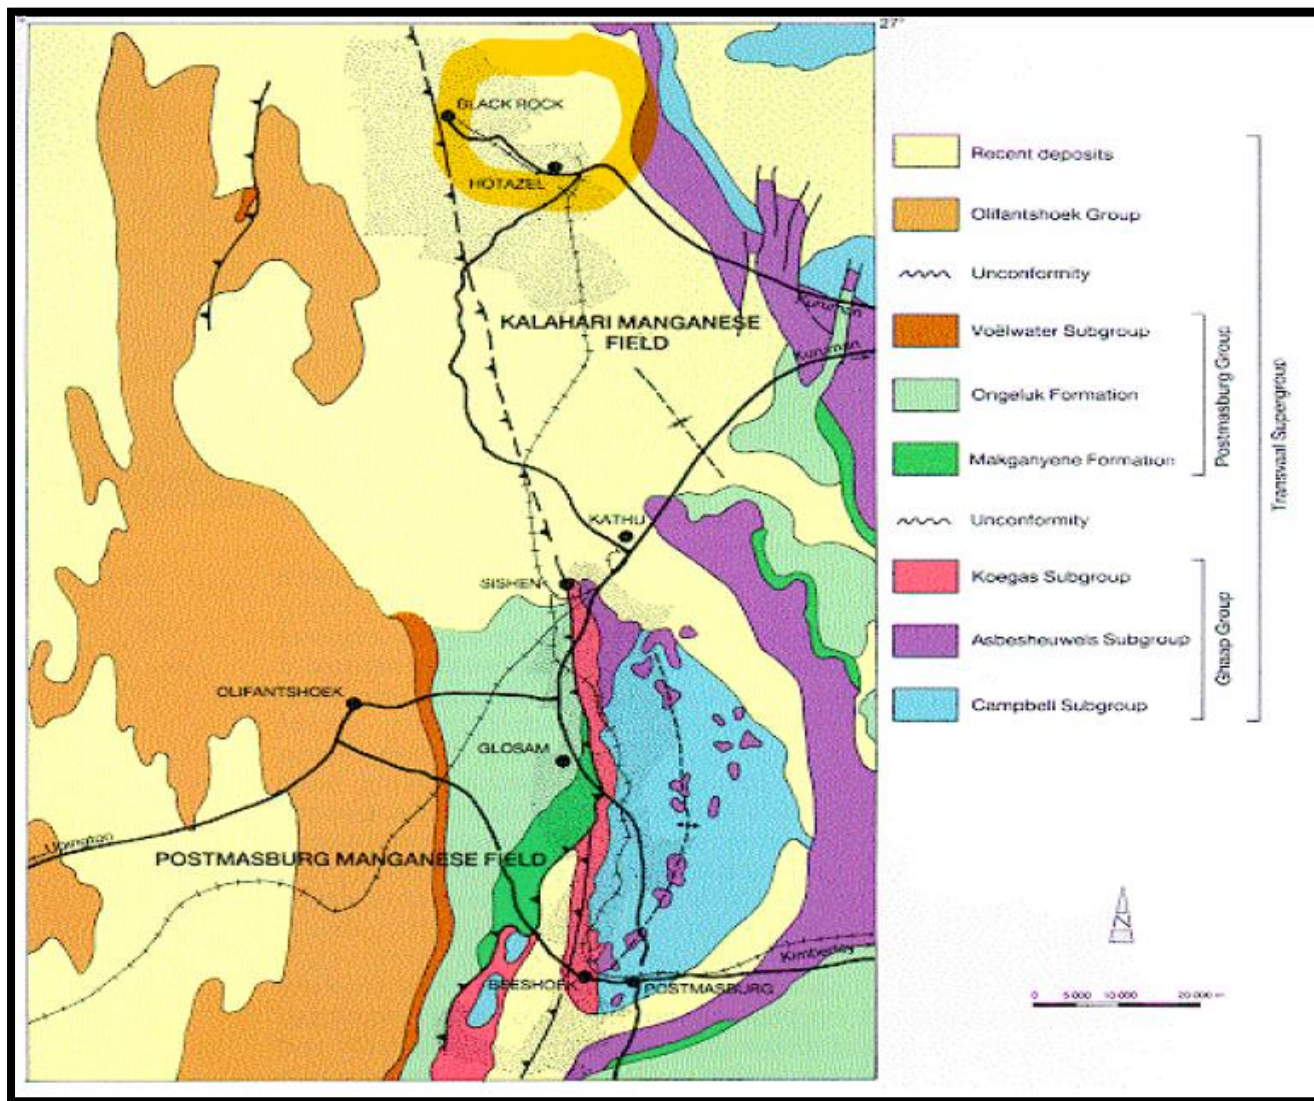 27°
BLACK ROCK
HOTAZEL
KALAHARI MANGANESE
FIELD
Kuruman
Kuruman
KATHU
SISHEN
OLIFANTSHOEK
GLOSAM
Upington
POSTMASBURG MANGANESE FIELD
Kimberley
BEESHOEK
POSTMASBURG
Recent deposits
Olifantshoek Group
Unconformity
Voëlwater Subgroup
Ongeluk Formation
Makganyene Formation
Postmasburg Group
Unconformity
Koegas Subgroup
Asbesheuwels Subgroup
Campbell Subgroup
Ghaap Group
Transvaal Supergroup
N
0 5 000 10 000 20 000 m